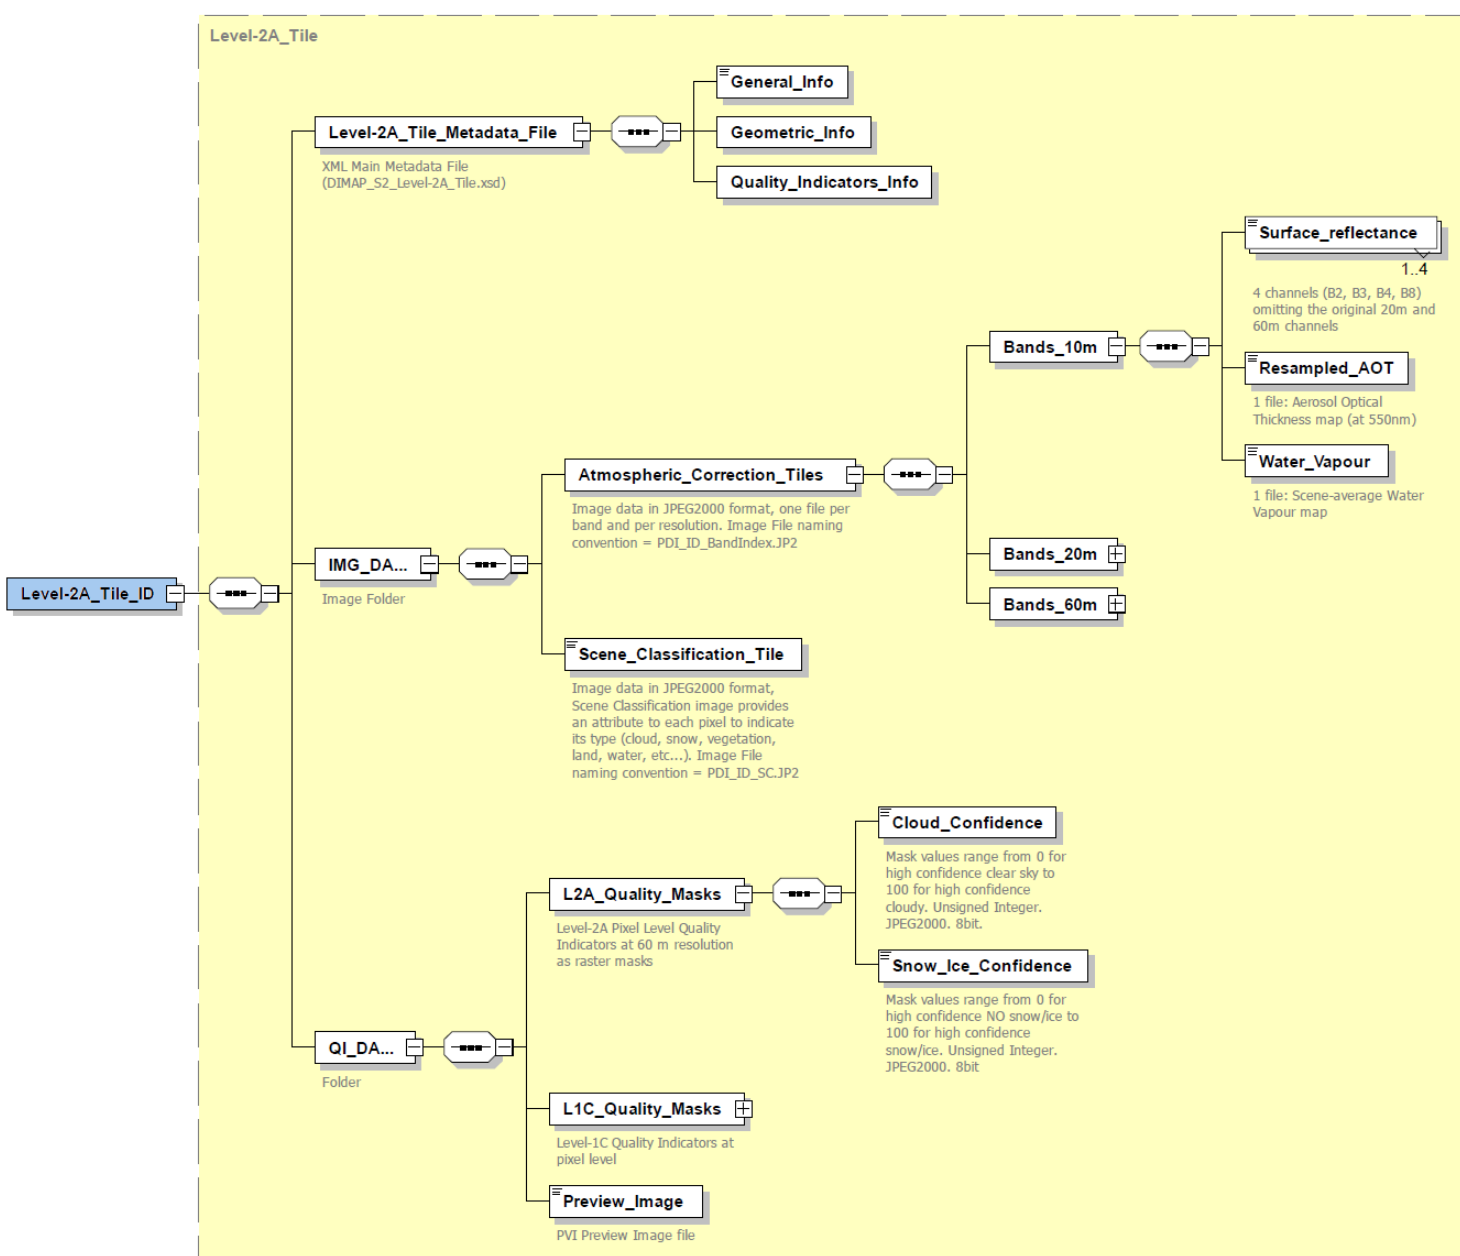 Level-2A_Tile
General_Info
Level-2A_Tile_Metadata_File
XML Main Metadata File
(DIMAP_S2_Level-2A_Tile.xsd)
Geometric_Info
Quality_Indicators_Info
Surface_reflectance
1..4
4 channels (B2, B3, B4, B8)
omitting the original 20m and
60m channels
Bands_10m
Resampled_AOT
1 file: Aerosol Optical
Thickness map (at 550nm)
Water_Vapour
1 file: Scene-average Water
Vapour map
Atmospheric_Correction_Tiles
Image data in JPEG2000 format, one file per
band and per resolution. Image File naming
convention = PDI_ID_BandIndex.JP2
Bands_20m
Bands_60m
IMG_DA...
Image Folder
Level-2A_Tile_ID
Scene_Classification_Tile
Image data in JPEG2000 format,
Scene Classification image provides
an attribute to each pixel to indicate
its type (cloud, snow, vegetation,
land, water, etc...). Image File
naming convention = PDI_ID_SC.JP2
Cloud_Confidence
Mask values range from 0 for
high confidence clear sky to
100 for high confidence
cloudy. Unsigned Integer.
JPEG2000. 8bit.
L2A_Quality_Masks
Level-2A Pixel Level Quality
Indicators at 60 m resolution
as raster masks
Snow_Ice_Confidence
Mask values range from 0 for
high confidence NO snow/ice to
100 for high confidence
snow/ice. Unsigned Integer.
JPEG2000. 8bit
QI_DA...
Folder
L1C_Quality_Masks
Level-1C Quality Indicators at
pixel level
Preview_Image
PVI Preview Image file